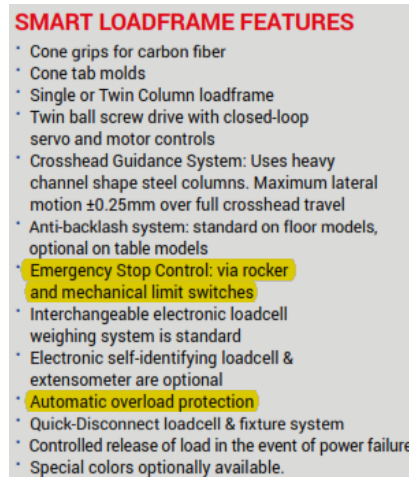 SMART LOADFRAME FEATURES
• Cone grips for carbon fiber
• Cone tab molds
• Single or Twin Column loadframe
• Twin ball screw drive with closed-loop
servo and motor controls
• Crosshead Guidance System: Uses heavy
channel shape steel columns. Maximum lateral
motion ±0.25mm over full crosshead travel
• Anti-backlash system: standard on floor models,
optional on table models
• Emergency Stop Control: via rocker
and mechanical limit switches
• Interchangeable electronic loadcell
weighing system is standard
• Electronic self-identifying loadcell &
extensometer are optional
• Automatic overload protection
• Quick-Disconnect loadcell & fixture system
• Controlled release of load in the event of power failure
• Special colors optionally available.